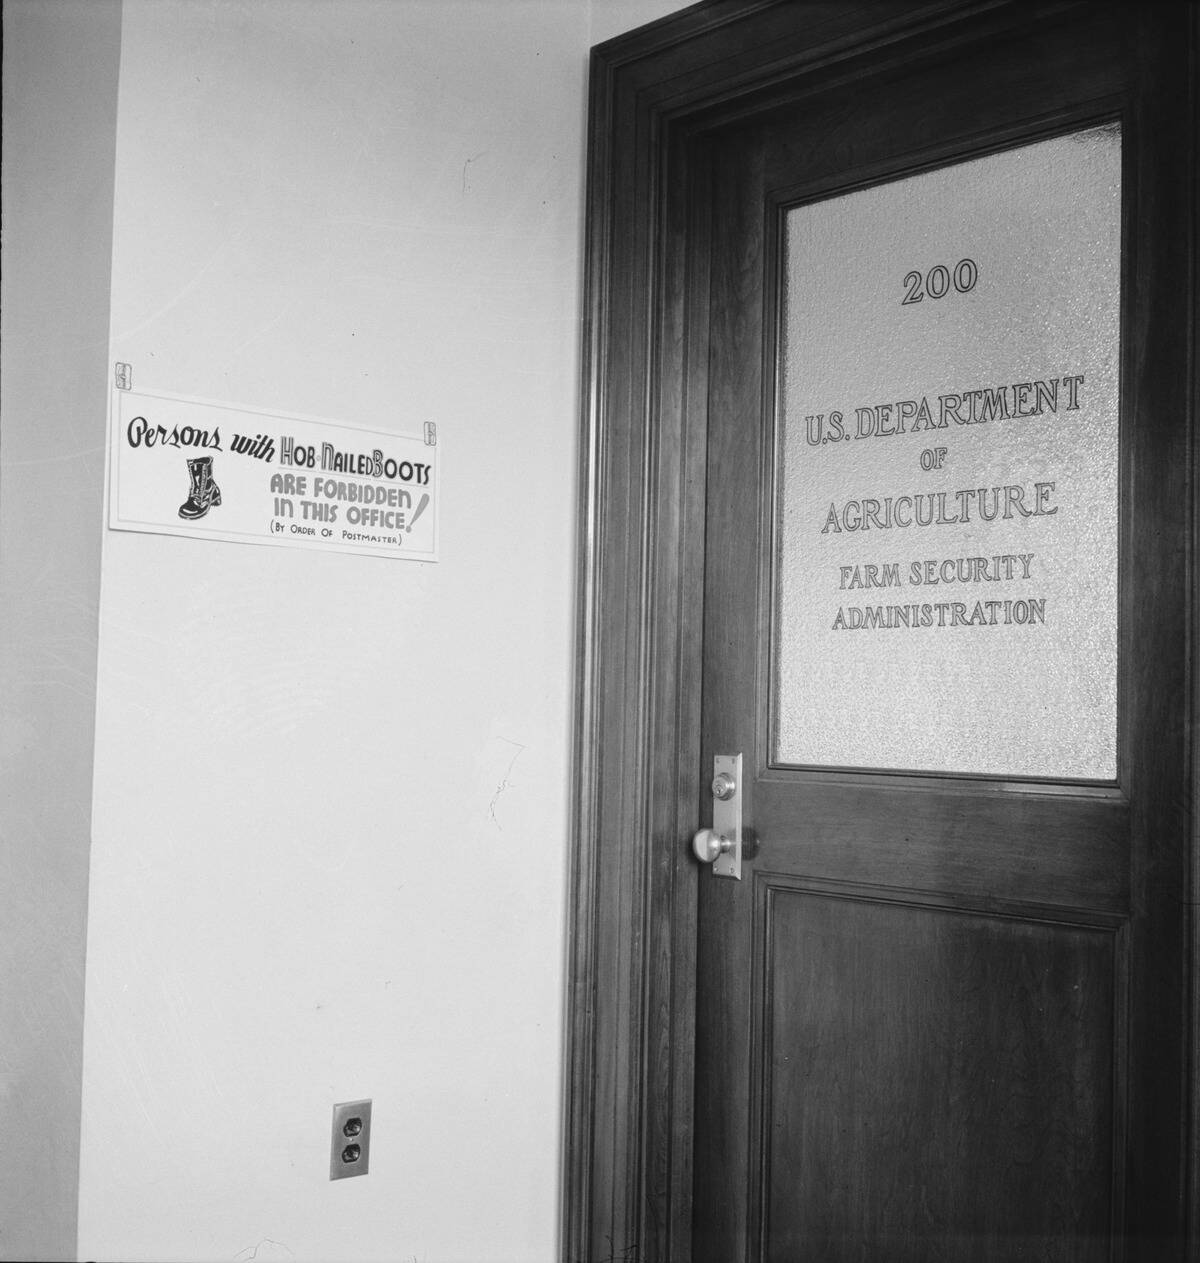 Persons with HOB-NAILED BOOTS
ARE FORBIDDEN
IN THIS OFFICE!
(BY ORDER OF POSTMASTER)
200
U.S. DEPARTMENT
OF
AGRICULTURE
FARM SECURITY
ADMINISTRATION